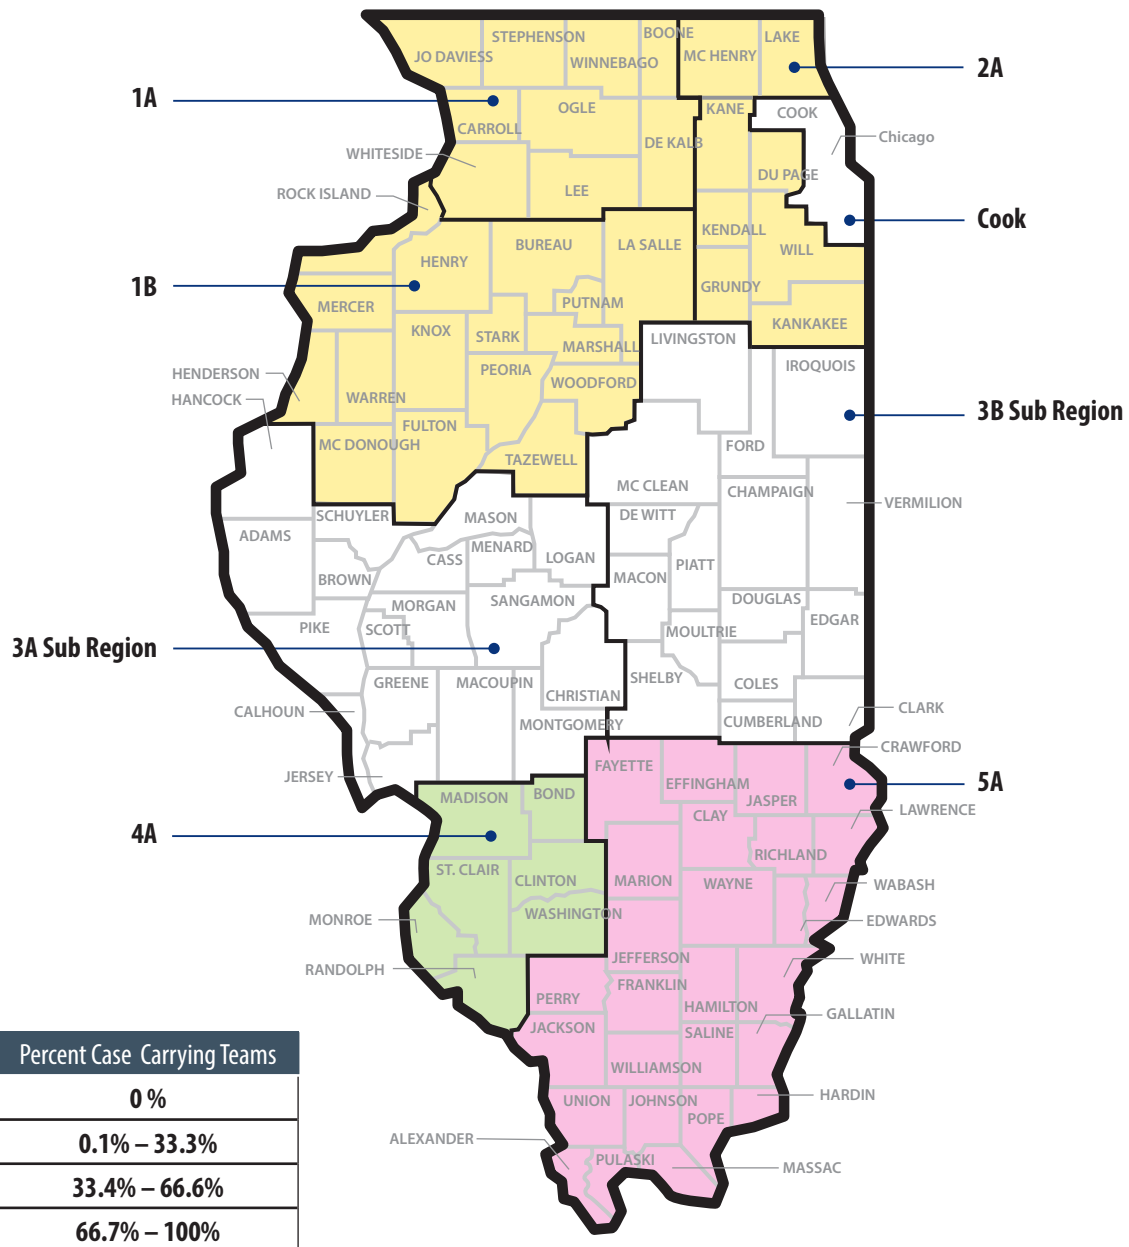 BOONE
STEPHENSON
LAKE
JO DAVIESS
WINNEBAGO
MC HENRY
2A
1A
OGLE
KANE
COOK
CARROLL
DE KALB
Chicago
WHITESIDE
DU PAGE
LEE
ROCK ISLAND
Cook
KENDALL
BUREAU
LA SALLE
WILL
HENRY
1B
GRUNDY
MERCER
PUTNAM
KANKAKEE
KNOX
STARK
LIVINGSTON
MARSHALL
IROQUOIS
PEORIA
HENDERSON
WOODFORD
HANCOCK
WARREN
3B Sub Region
FULTON
MC DONOUGH
FORD
TAZEWELL
MC CLEAN
CHAMPAIGN
VERMILION
SCHUYLER
MASON
DE WITT
ADAMS
MENARD
CASS
LOGAN
PIATT
BROWN
MACON
SANGAMON
DOUGLAS
MORGAN
EDGAR
PIKE
SCOTT
MOULTRIE
3A Sub Region
SHELBY
GREENE
MACOUPIN
COLES
CHRISTIAN
CALHOUN
CLARK
MONTGOMERY
CUMBERLAND
CRAWFORD
FAYETTE
JERSEY
EFFINGHAM
5A
MADISON
BOND
JASPER
LAWRENCE
CLAY
4A
RICHLAND
ST. CLAIR
CLINTON
MARION
WAYNE
WABASH
WASHINGTON
MONROE
EDWARDS
JEFFERSON
WHITE
RANDOLPH
FRANKLIN
PERRY
HAMILTON
GALLATIN
JACKSON
SALINE
Percent Case Carrying Teams
WILLIAMSON
0 %
UNION
JOHNSON
HARDIN
POPE
0.1% – 33.3%
ALEXANDER
PULASKI
MASSAC
33.4% – 66.6%
66.7% – 100%